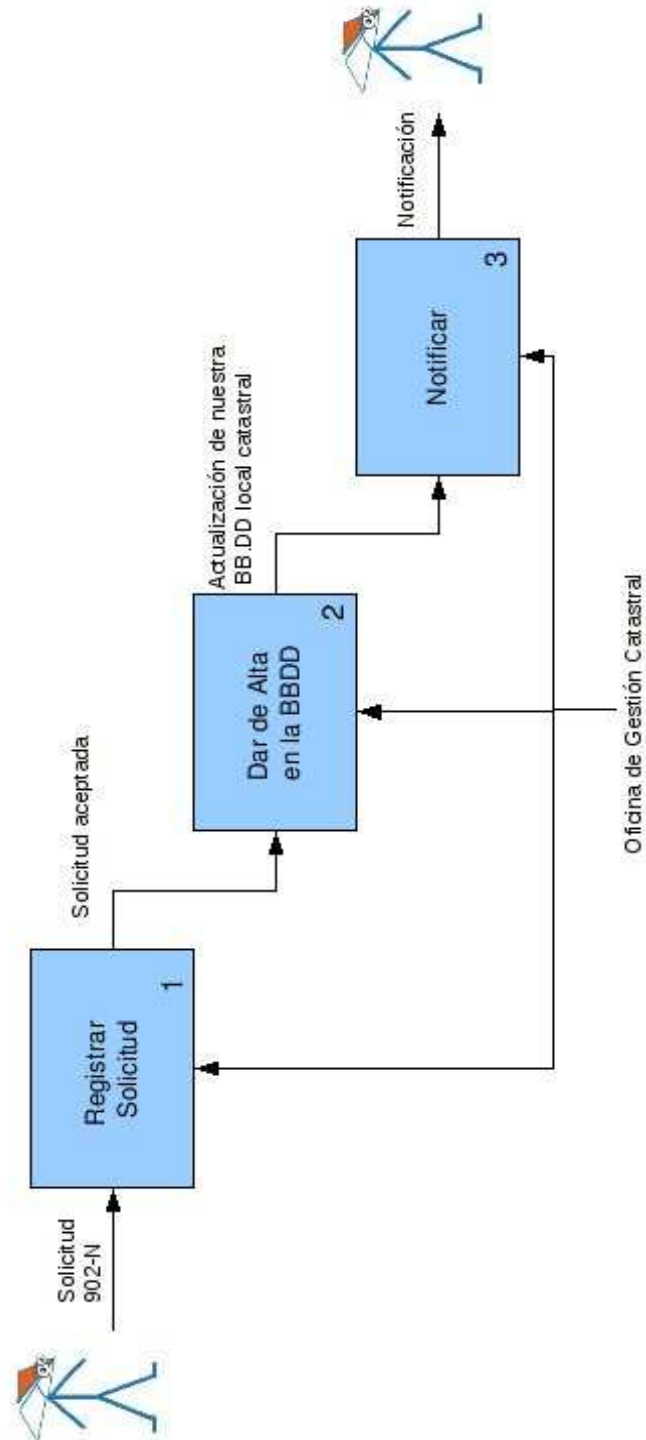 Solicitud
902-N
Registrar
Solicitud
1
Solicitud aceptada
Dar de Alta
en la BBDD
2
Actualización de nuestra
BB.DD local catastral
Notificar
3
Notificación
Oficina de Gestión Catastral